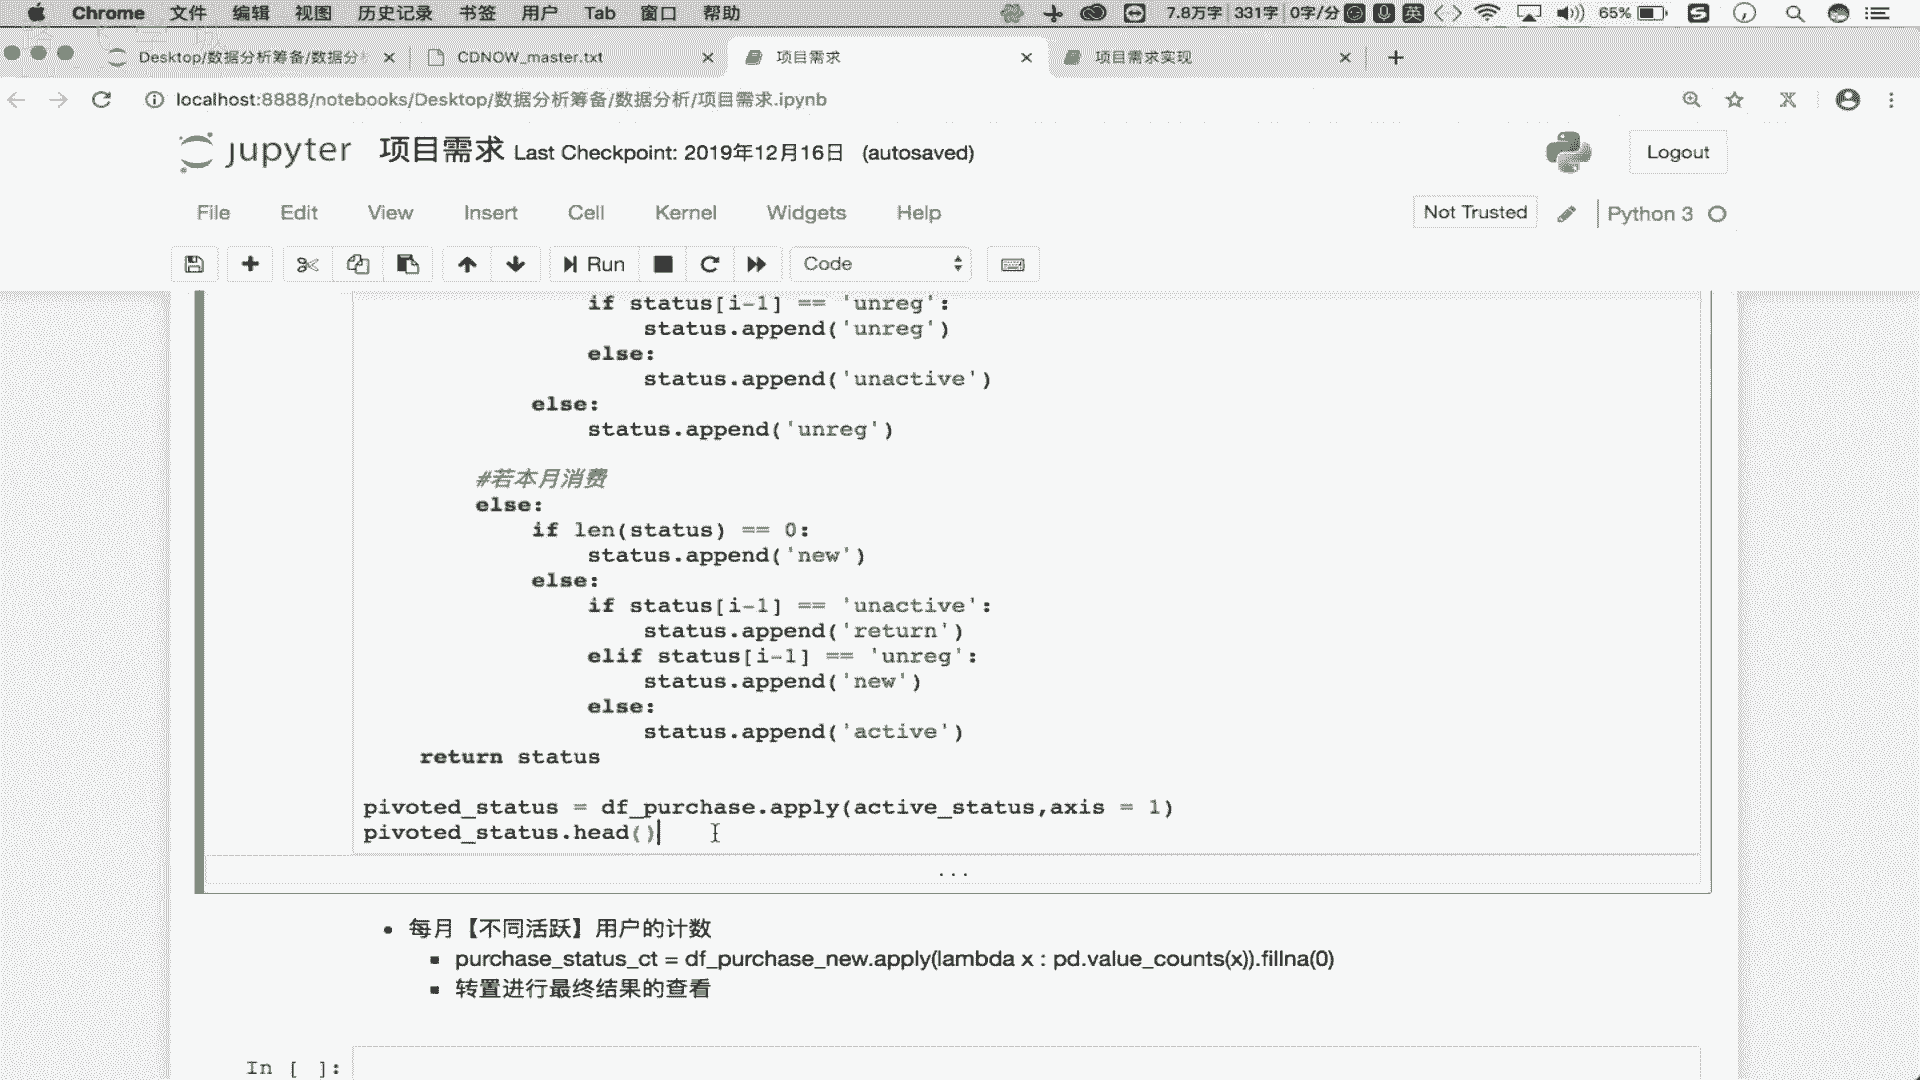 Chrome 文件 编辑 视图 历史记录 书签 用户 Tab 窗口 帮助 7.8万字 331字 0字/分 英 65%
Desktop/数据分析筹备/数据分 CDNOW_master.txt 项目需求 项目需求实现
localhost:8888/notebooks/Desktop/数据分析筹备/数据分析/项目需求.ipynb
jupyter 项目需求 Last Checkpoint: 2019年12月16日 (autosaved) Logout
File Edit View Insert Cell Kernel Widgets Help Not Trusted Python 3
Run Code
if status[i-1] == 'unreg':
status.append('unreg')
else:
status.append('unactive')
else:
status.append('unreg')
#若本月消费
else:
if len(status) == 0:
status.append('new')
else:
if status[i-1] == 'unactive':
status.append('return')
elif status[i-1] == 'unreg':
status.append('new')
else:
status.append('active')
return status
pivoted_status = df_purchase.apply(active_status,axis = 1)
pivoted_status.head()
...
• 每月【不同活跃】用户的计数
▪ purchase_status_ct = df_purchase_new.apply(lambda x : pd.value_counts(x)).fillna(0)
▪ 转置进行最终结果的查看
In [ ]: